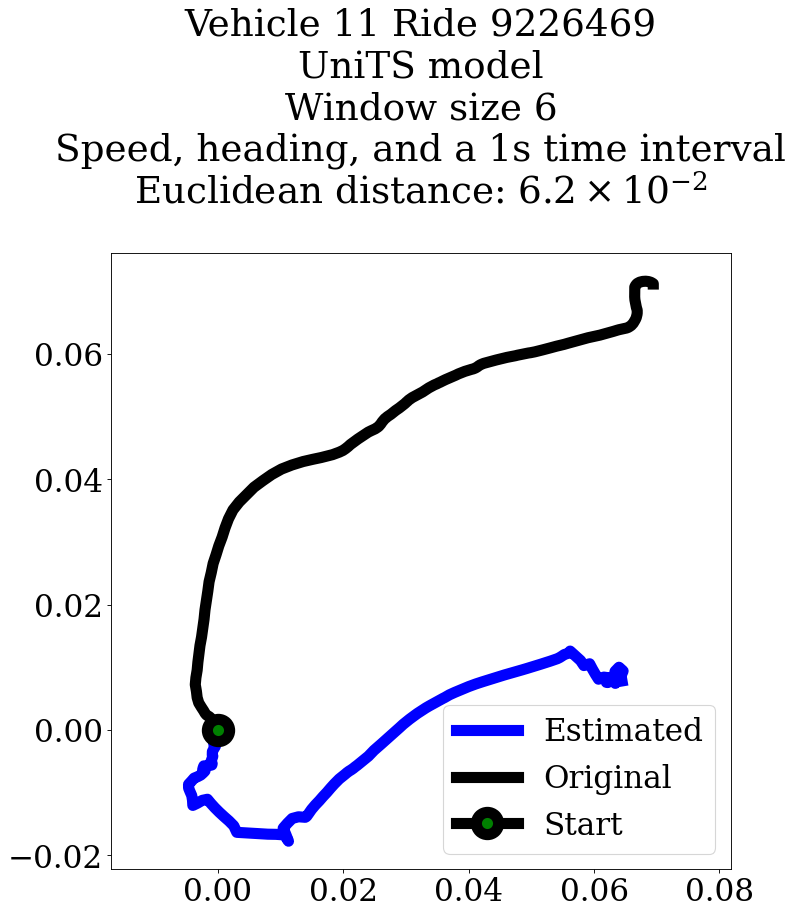 Vehicle 11 Ride 9226469
UniTS model
Window size 6
Speed, heading, and a 1s time interval
Euclidean distance: 6.2 × 10⁻²
0.06
0.04
0.02
0.00
−0.02
Estimated
Original
Start
0.00 0.02 0.04 0.06 0.08